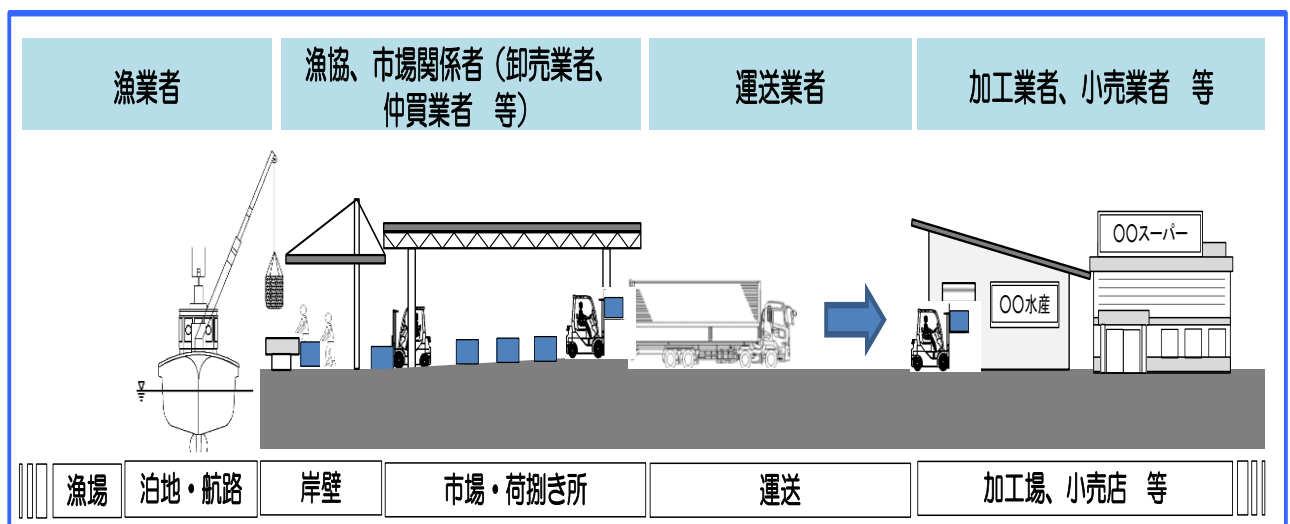 漁業者
漁協、市場関係者（卸売業者、
仲買業者　等）
運送業者
加工業者、小売業者　等
〇〇スーパー
〇〇水産
漁場
泊地・航路
岸壁
市場・荷捌き所
運送
加工場、小売店　等